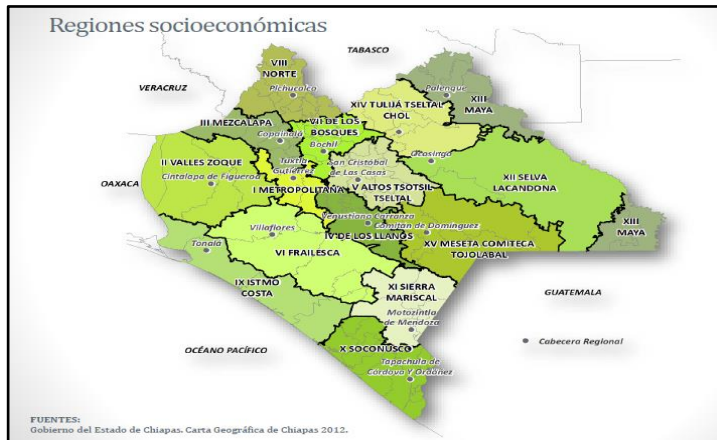 Regiones socioeconómicas
TABASCO
VERACRUZ
VIII
NORTE
Pichucalco
Palenque
XIII
MAYA
XIV TULIJÁ TSELTAL
CHOL
III MEZCALAPA
Copainalá
VII DE LOS
BOSQUES
Bochil
Ocosingo
II VALLES ZOQUE
Cintalapa de Figueroa
Tuxtla
Gutiérrez
San Cristóbal
de Las Casas
XII SELVA
LACANDONA
OAXACA
I METROPOLITANA
V ALTOS TSOTSIL
TSELTAL
XIII
MAYA
Venustiano Carranza
Comitán de Domínguez
Villaflores
IV DE LOS LLANOS
XV MESETA COMITECA
TOJOLABAL
Tonalá
VI FRAILESCA
IX ISTMO
COSTA
XI SIERRA
MARISCAL
GUATEMALA
Motozintla
de Mendoza
Cabecera Regional
OCÉANO PACÍFICO
X SOCONUSCO
Tapachula de
Córdova Y Ordóñez
FUENTES:
Gobierno del Estado de Chiapas. Carta Geográfica de Chiapas 2012.